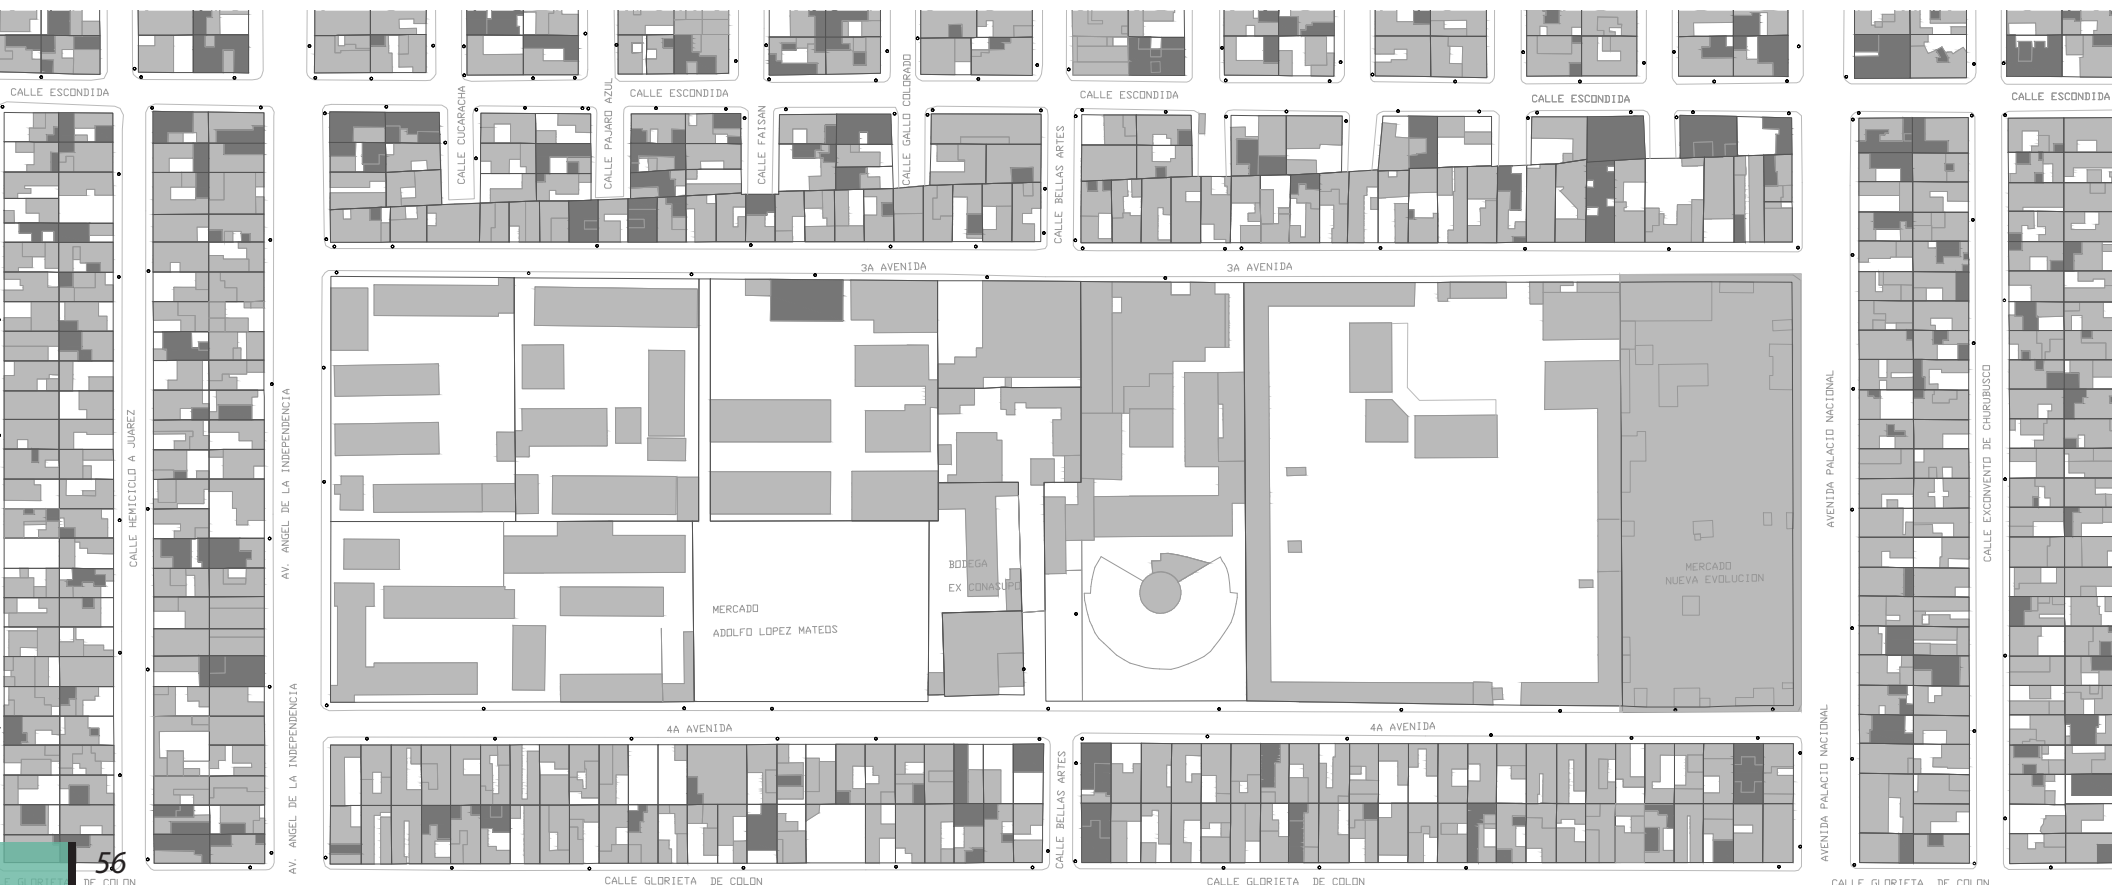 CALLE ESCONDIDA
CALLE ESCONDIDA
CALLE ESCONDIDA
CALLE ESCONDIDA
CALLE ESCONDIDA
CALLE CUCARACHA
CALLE PAJARO AZUL
CALLE FAISAN
CALLE GALLO COLORADO
CALLE BELLAS ARTES
3A AVENIDA
3A AVENIDA
CALLE HEMICICLO A JUAREZ
AV. ANGEL DE LA INDEPENDENCIA
AVENIDA PALACIO NACIONAL
CALLE EXCONVENTO DE CHURUBUSCO
BODEGA
EX CONASUPO
MERCADO
NUEVA EVOLUCION
MERCADO
ADOLFO LOPEZ MATEOS
AV. ANGEL DE LA INDEPENDENCIA
4A AVENIDA
4A AVENIDA
CALLE BELLAS ARTES
AVENIDA PALACIO NACIONAL
56
GLORIETA DE COLON
CALLE GLORIETA DE COLON
CALLE GLORIETA DE COLON
CALLE GLORIETA DE COLON